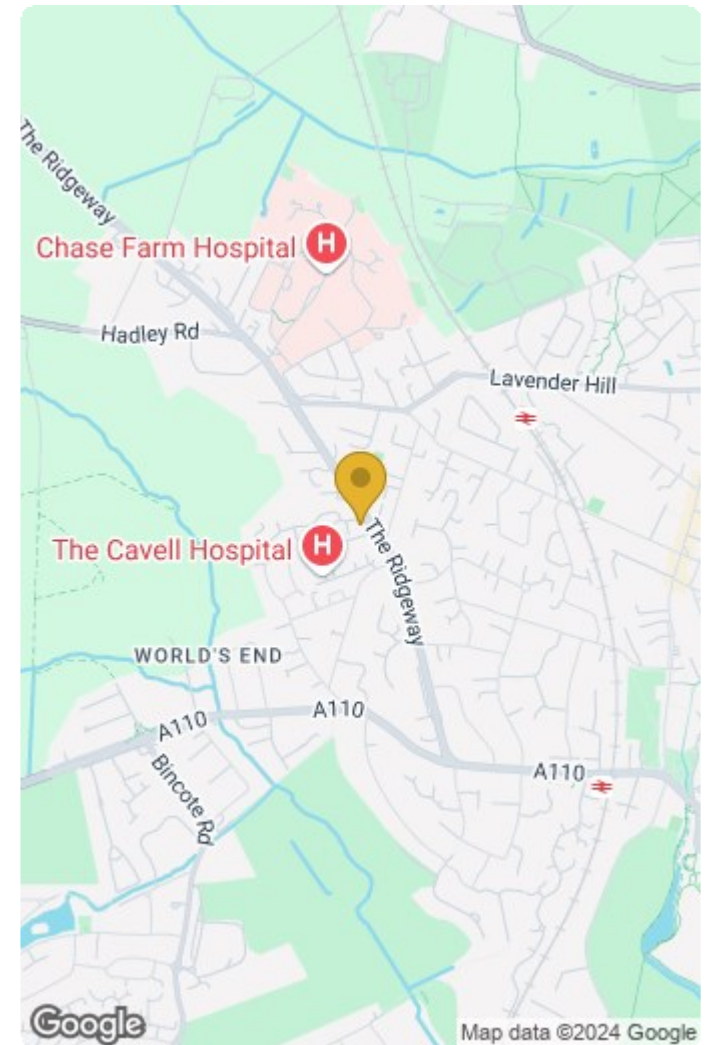 The Ridgeway
Chase Farm Hospital
H
Hadley Rd
Lavender Hill
The Cavell Hospital
H
The Ridgeway
WORLD'S END
A110
A110
A110
Bincote Rd
Google
Map data ©2024 Google